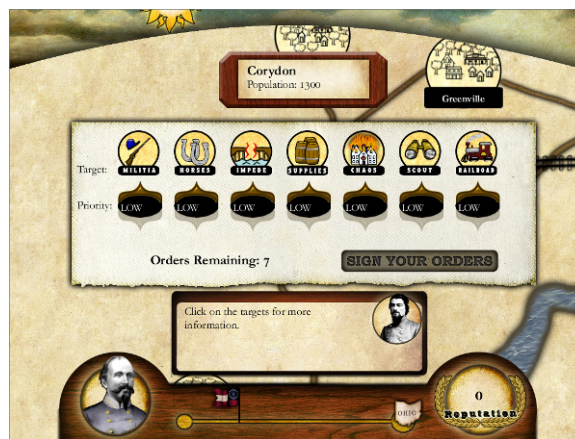 Corydon
Population: 1300
Greenville
Target:
MILITIA
HORSES
IMPEDE
SUPPLIES
CHAOS
SCOUT
RAILROAD
Priority:
LOW
LOW
LOW
LOW
LOW
LOW
LOW
Orders Remaining: 7
SIGN YOUR ORDERS
Click on the targets for more
information.
OHIO
0
Reputation